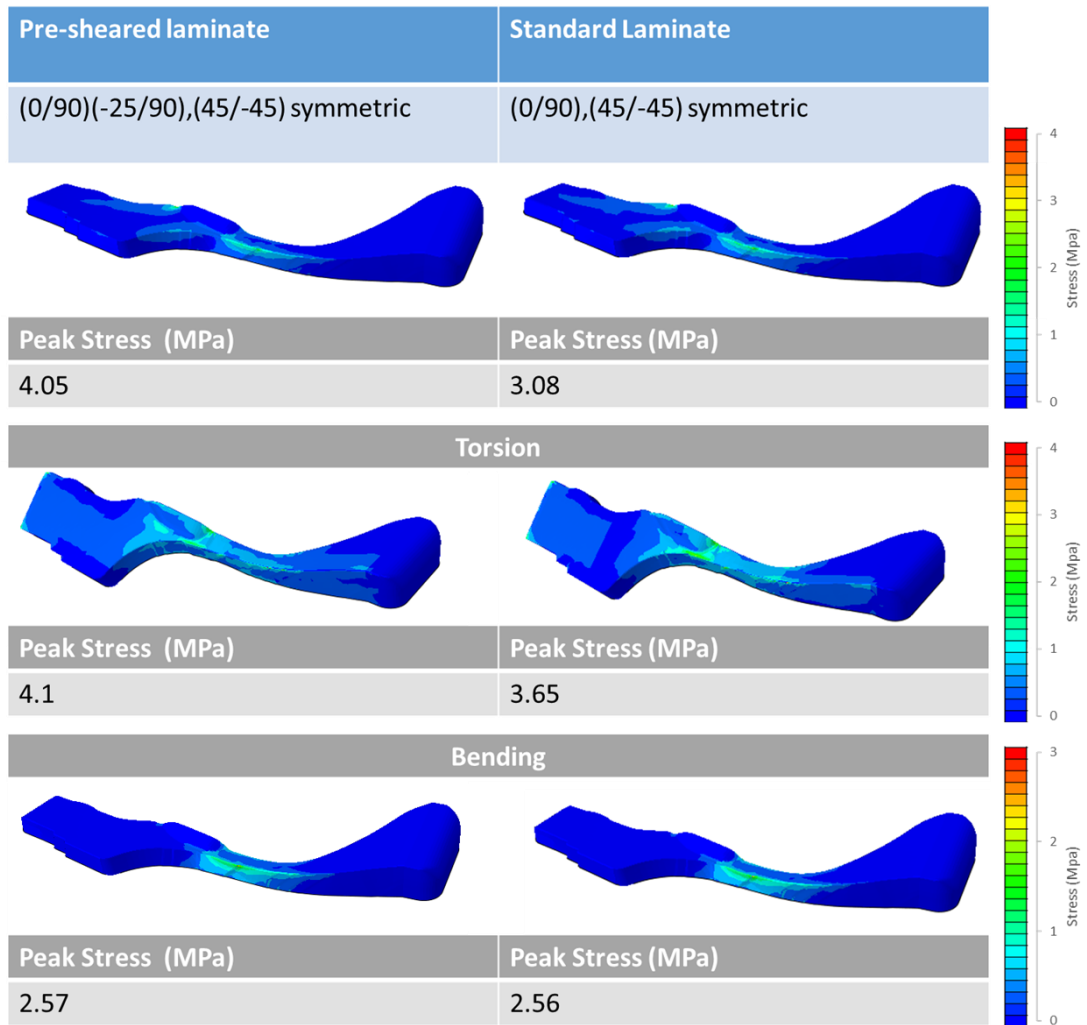 Pre-sheared laminate
Standard Laminate
(0/90)(-25/90),(45/-45) symmetric
(0/90),(45/-45) symmetric
4
3
2
1
0
Stress (Mpa)
Peak Stress (MPa)
Peak Stress (MPa)
4.05
3.08
Torsion
4
3
2
1
0
Stress (Mpa)
Peak Stress (MPa)
Peak Stress (MPa)
4.1
3.65
Bending
3
2
1
0
Stress (Mpa)
Peak Stress (MPa)
Peak Stress (MPa)
2.57
2.56